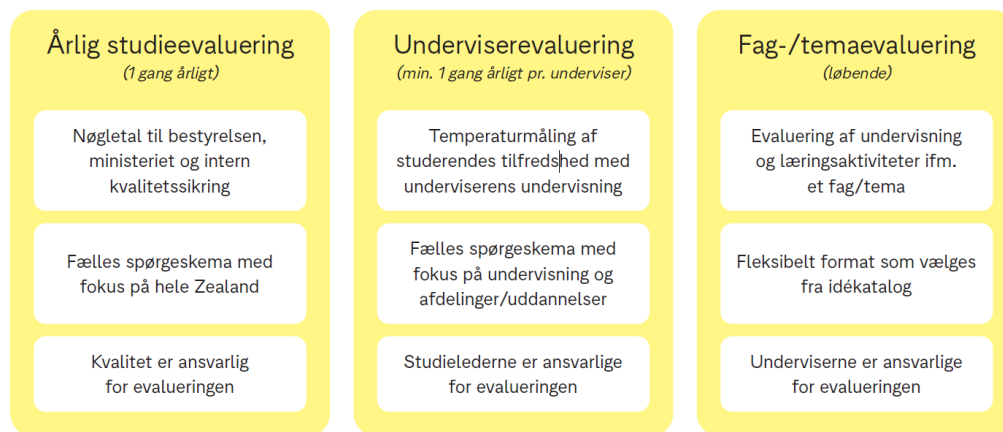 Årlig studieevaluering
(1 gang årligt)
Nøgletal til bestyrelsen,
ministeriet og intern
kvalitetssikring
Fælles spørgeskema med
fokus på hele Zealand
Kvalitet er ansvarlig
for evalueringen
Underviserevaluering
(min. 1 gang årligt pr. underviser)
Temperaturmåling af
studerendes tilfredshed med
underviserens undervisning
Fælles spørgeskema med
fokus på undervisning og
afdelinger/uddannelser
Studielederne er ansvarlige
for evalueringen
Fag-/temaevaluering
(løbende)
Evaluering af undervisning
og læringsaktiviteter ifm.
et fag/tema
Fleksibelt format som vælges
fra idékatalog
Underviserne er ansvarlige
for evalueringen